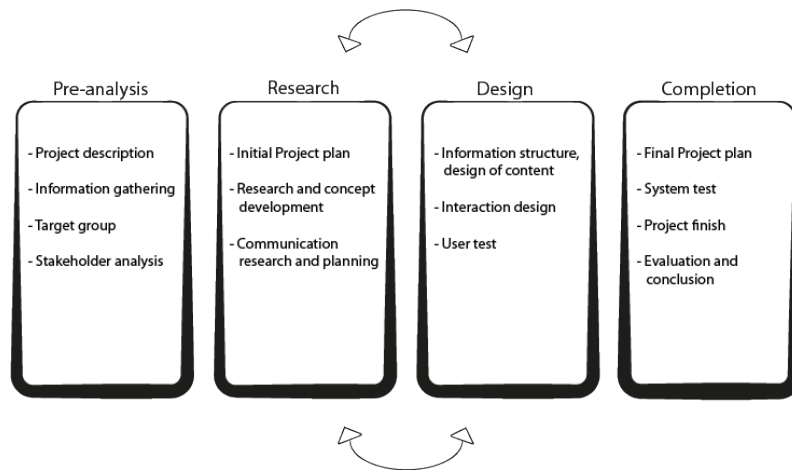 Pre-analysis
- Project description
- Information gathering
- Target group
- Stakeholder analysis
Research
- Initial Project plan
- Research and concept
development
- Communication
research and planning
Design
- Information structure,
design of content
- Interaction design
- User test
Completion
- Final Project plan
- System test
- Project finish
- Evaluation and
conclusion